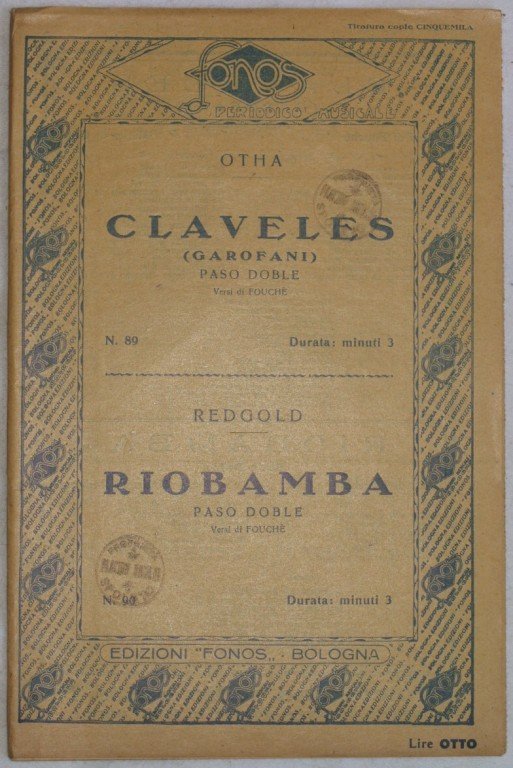 Tiratura copie CINQUEMILA
Fonos
PERIODICO MUSICALE
OTHA
CLAVELES
(GAROFANI)
PASO DOBLE
Versi di FOUCHÈ
N. 89 Durata: minuti 3
REDGOLD
RIOBAMBA
PASO DOBLE
Versi di FOUCHÈ
N. 90 Durata: minuti 3
EDIZIONI "FONOS„ - BOLOGNA
Lire OTTO